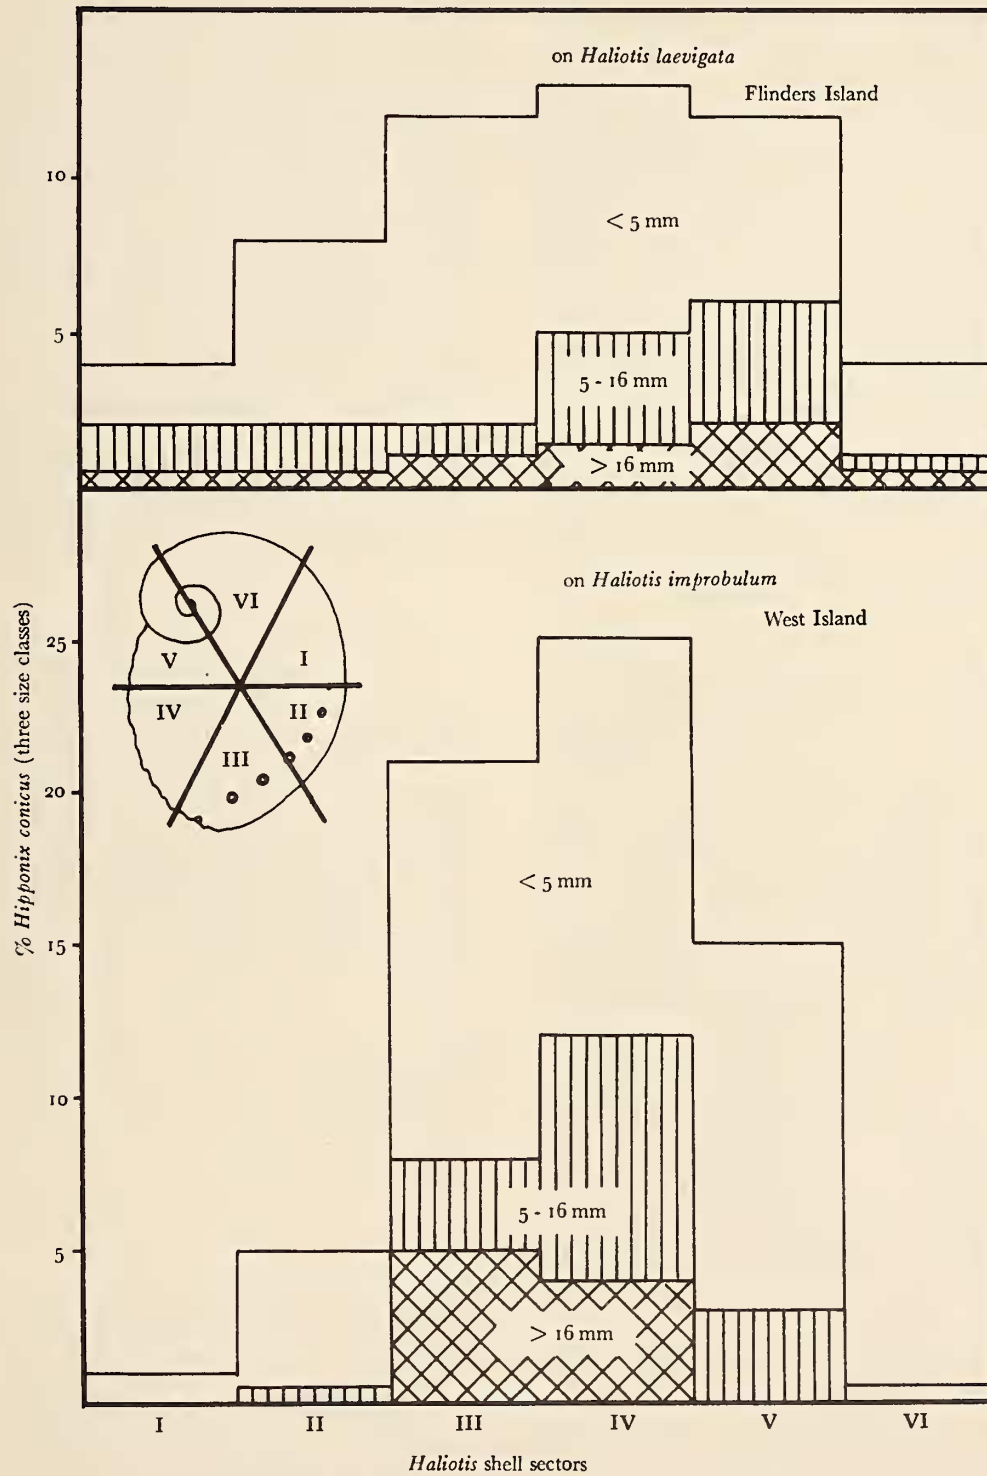 on Haliotis laevigata
Flinders Island
10
< 5 mm
5
5 - 16 mm
> 16 mm
% Hipponix conicus (three size classes)
on Haliotis improbulum
West Island
VI
V
I
IV
II
III
25
20
< 5 mm
15
10
5 - 16 mm
5
> 16 mm
I II III IV V VI
Haliotis shell sectors